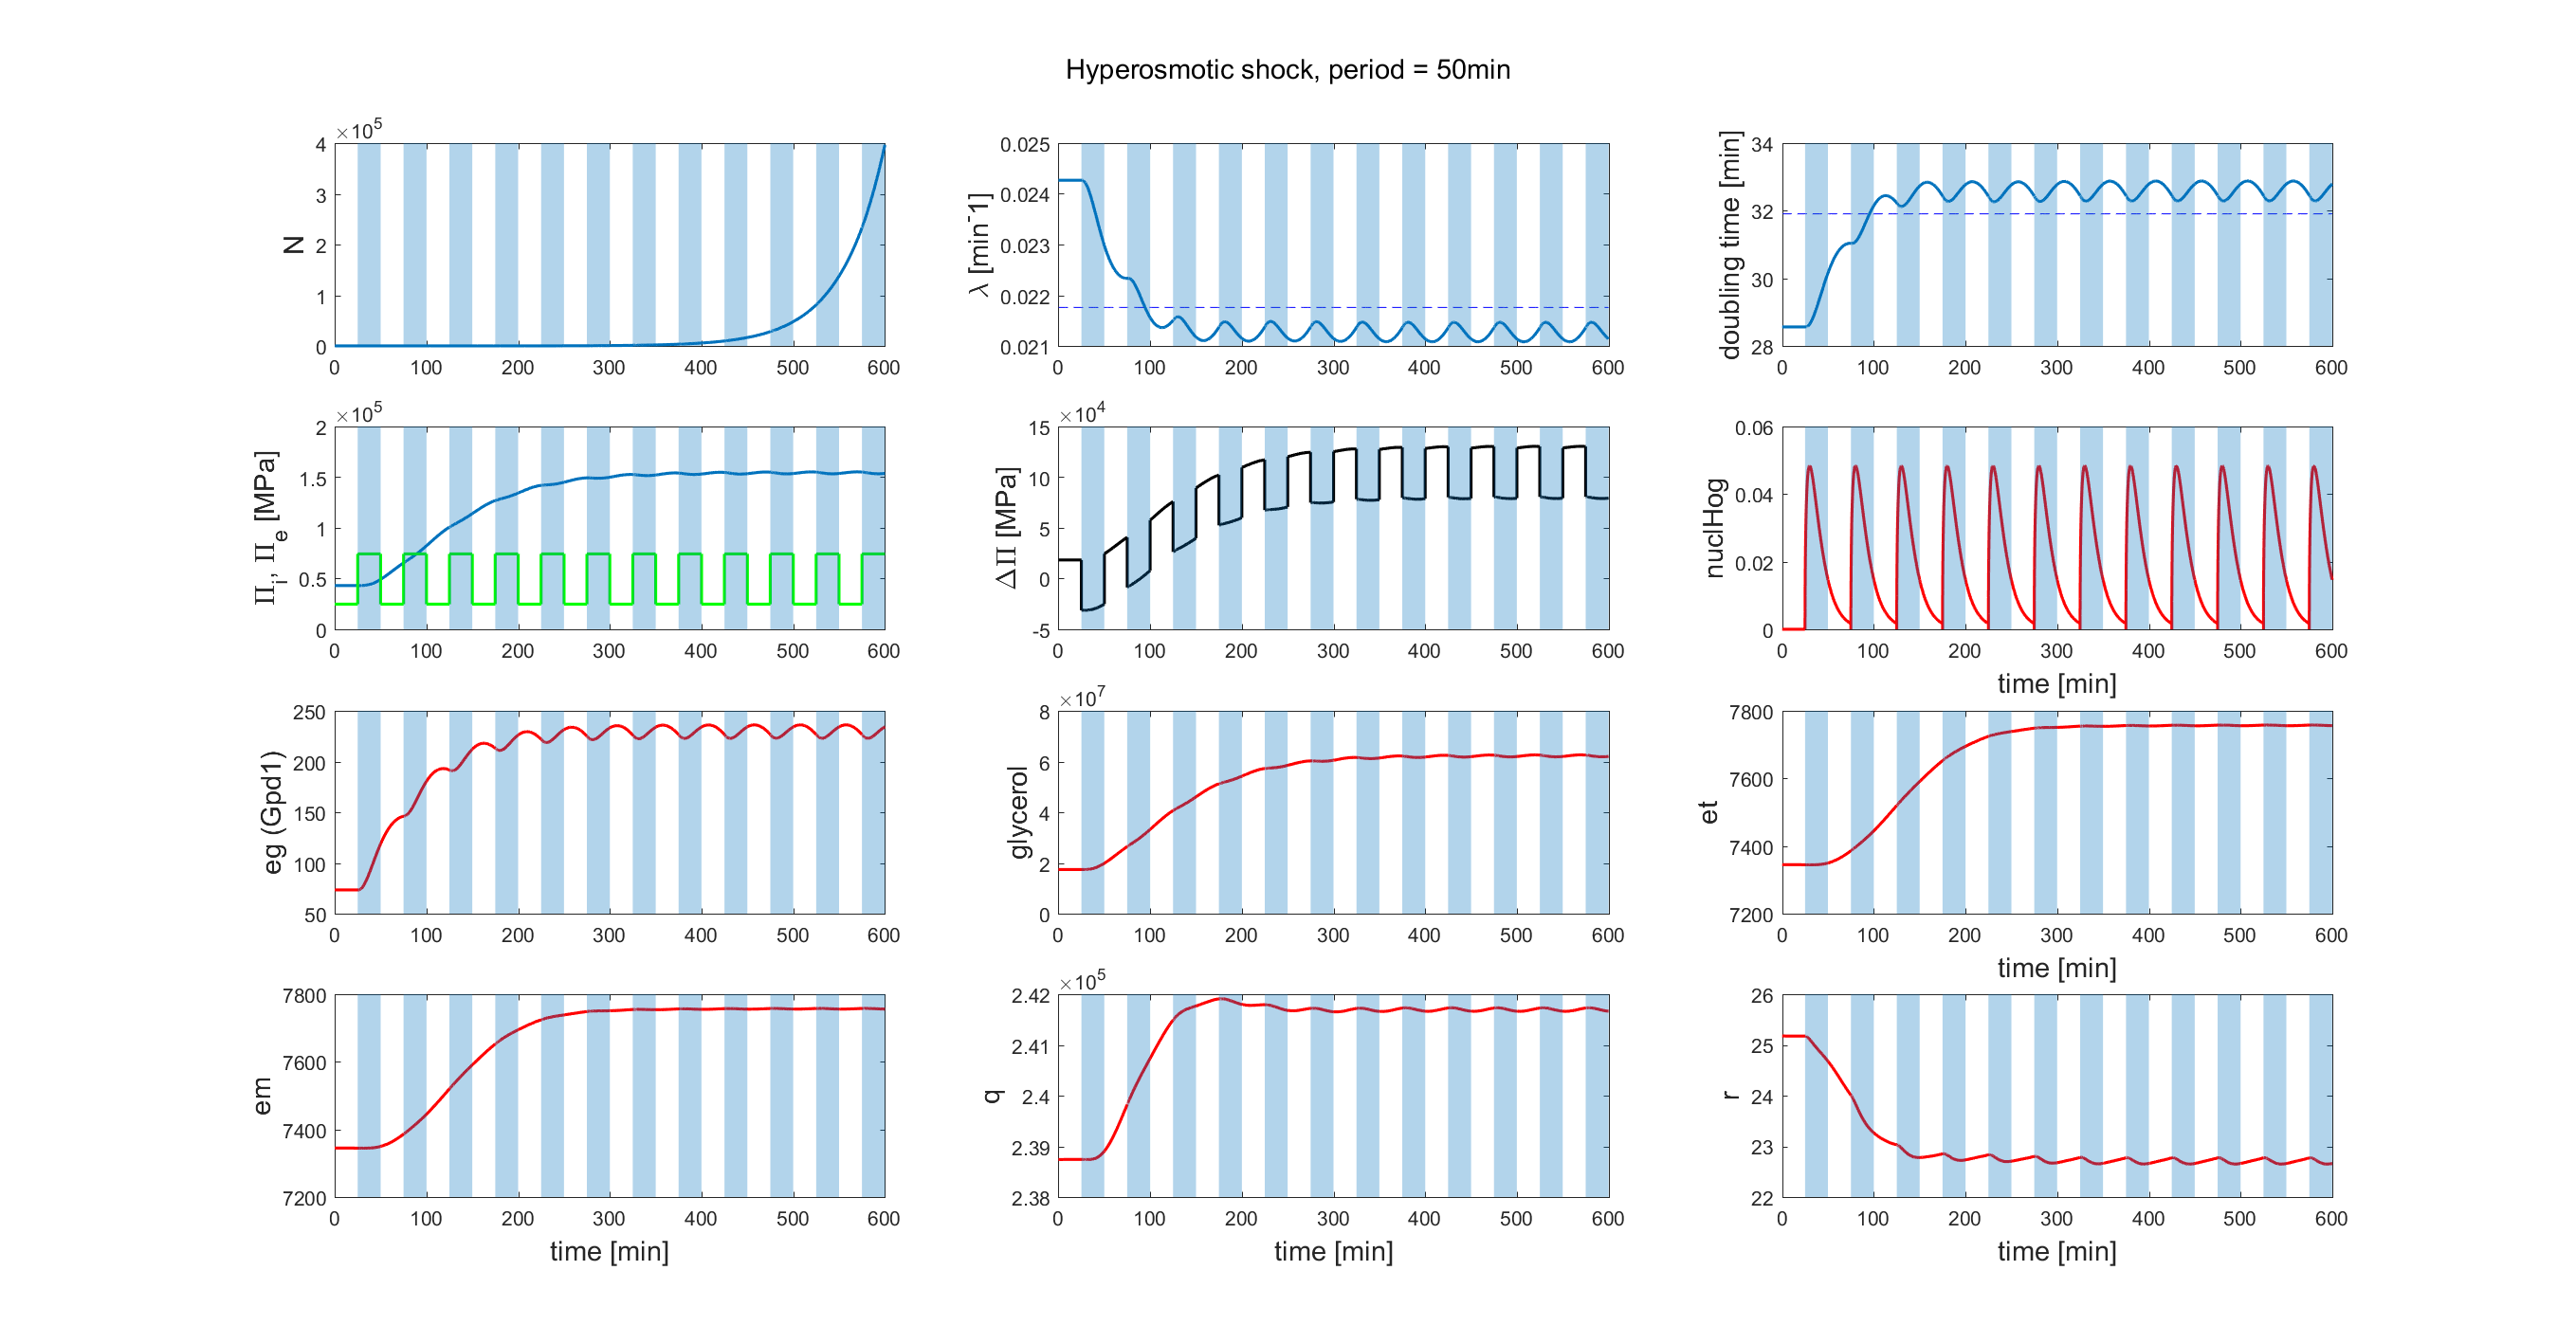 Hyperosmotic shock, period = 50min
×10^5
N
4
3
2
1
0
0 100 200 300 400 500 600
λ [min^-1]
0.025
0.024
0.023
0.022
0.021
0 100 200 300 400 500 600
doubling time [min]
34
32
30
28
0 100 200 300 400 500 600
×10^5
Π_i, Π_e [MPa]
2
1.5
1
0.5
0
0 100 200 300 400 500 600
×10^4
ΔΠ [MPa]
15
10
5
0
-5
0 100 200 300 400 500 600
nuclHog
0.06
0.04
0.02
0
0 100 200 300 400 500 600
time [min]
eg (Gpd1)
250
200
150
100
50
0 100 200 300 400 500 600
×10^7
glycerol
8
6
4
2
0
0 100 200 300 400 500 600
et
7800
7600
7400
7200
0 100 200 300 400 500 600
time [min]
em
7800
7600
7400
7200
0 100 200 300 400 500 600
time [min]
×10^5
q
2.42
2.41
2.4
2.39
2.38
0 100 200 300 400 500 600
time [min]
r
26
25
24
23
22
0 100 200 300 400 500 600
time [min]